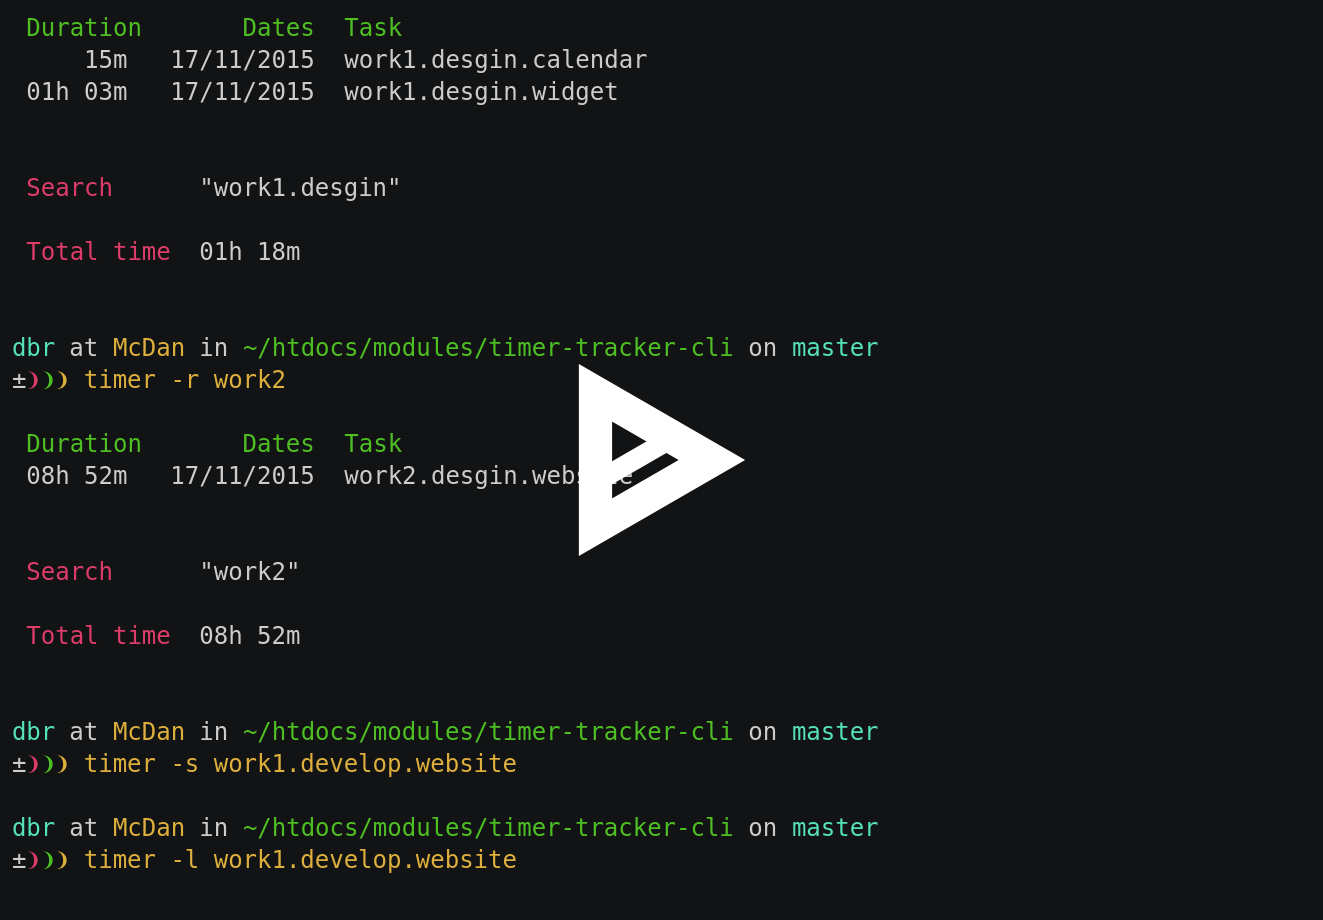 Duration Dates Task
15m 17/11/2015 work1.desgin.calendar
01h 03m 17/11/2015 work1.desgin.widget
Search "work1.desgin"
Total time 01h 18m
dbr at McDan in ~/htdocs/modules/timer-tracker-cli on master
±❩❩❩ timer -r work2
Duration Dates Task
08h 52m 17/11/2015
Search "work2"
Total time 08h 52m
dbr at McDan in ~/htdocs/modules/timer-tracker-cli on master
±❩❩❩ timer -s work1.develop.website
dbr at McDan in ~/htdocs/modules/timer-tracker-cli on master
±❩❩❩ timer -l work1.develop.website